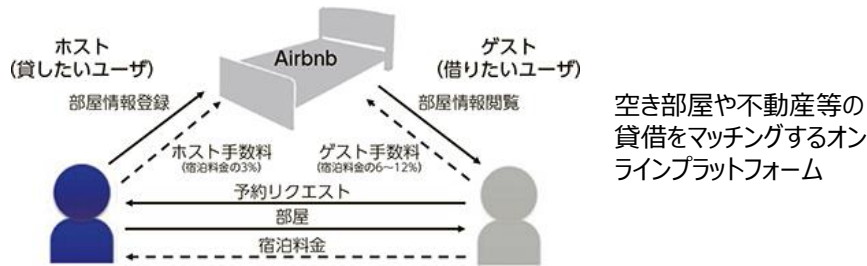 ホスト
(貸したいユーザ)
Airbnb
ゲスト
(借りたいユーザ)
部屋情報登録
部屋情報閲覧
ホスト手数料
(宿泊料金の3%)
ゲスト手数料
(宿泊料金の6~12%)
予約リクエスト
部屋
宿泊料金
空き部屋や不動産等の
貸借をマッチングするオン
ラインプラットフォーム